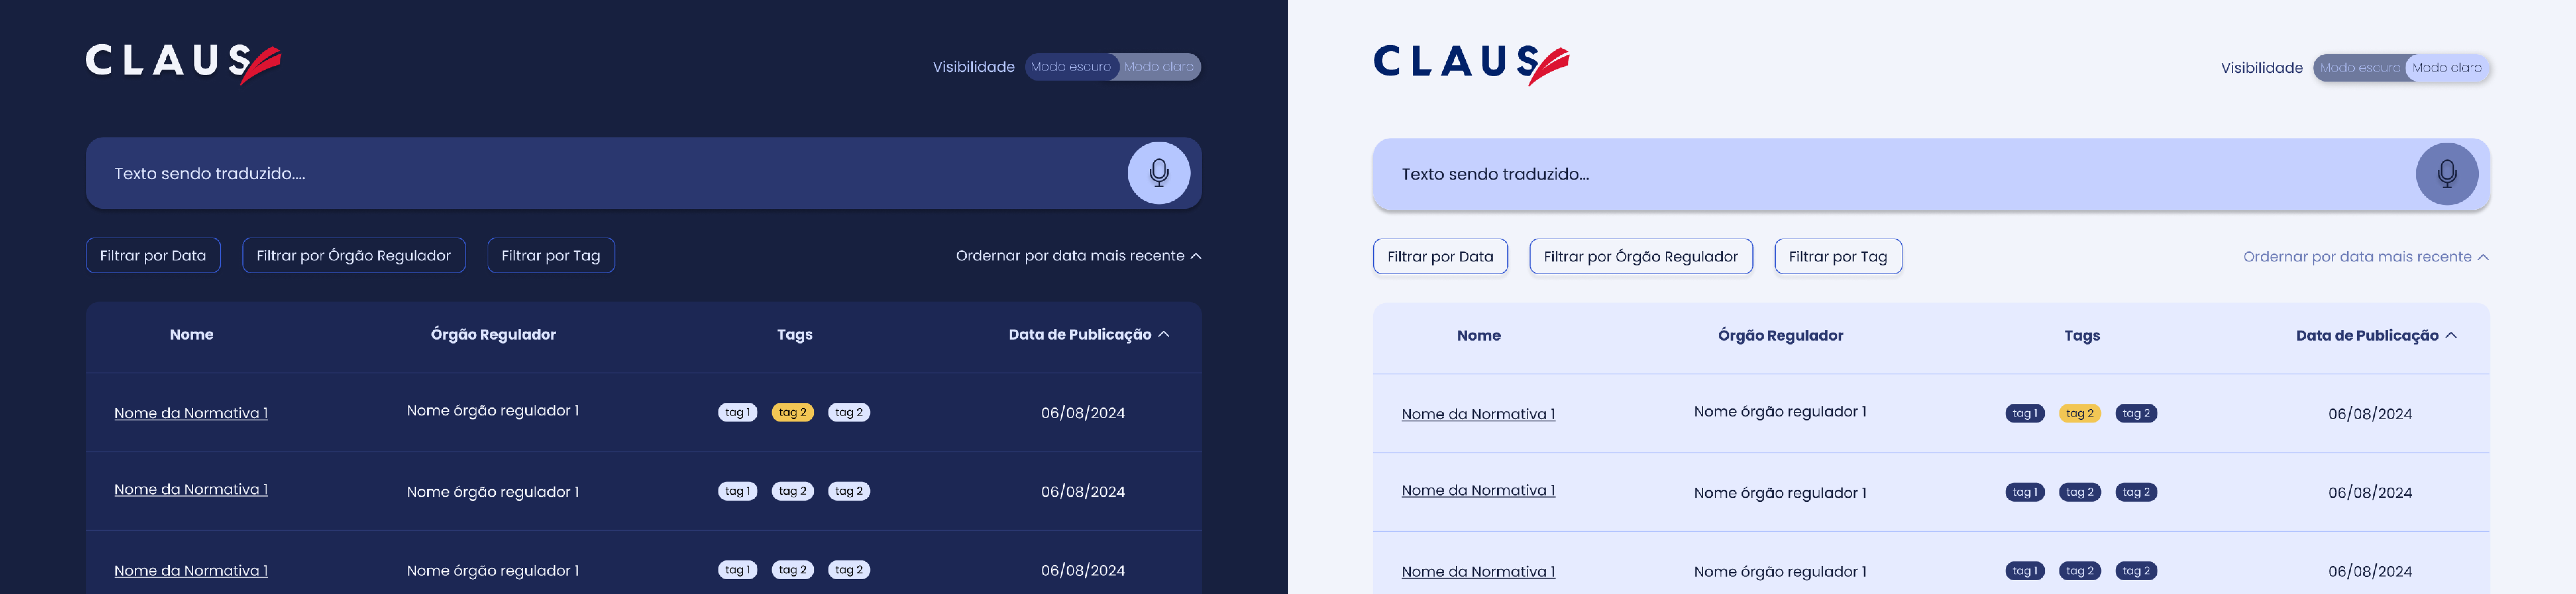 CLAUS
Visibilidade Modo escuro Modo claro
Texto sendo traduzido....
Filtrar por Data Filtrar por Órgão Regulador Filtrar por Tag Ordernar por data mais recente
Nome Órgão Regulador Tags Data de Publicação
Nome da Normativa 1 Nome órgão regulador 1 tag 1 tag 2 tag 2 06/08/2024
Nome da Normativa 1 Nome órgão regulador 1 tag 1 tag 2 tag 2 06/08/2024
Nome da Normativa 1 Nome órgão regulador 1 tag 1 tag 2 tag 2 06/08/2024
CLAUS
Visibilidade Modo escuro Modo claro
Texto sendo traduzido...
Filtrar por Data Filtrar por Órgão Regulador Filtrar por Tag Ordernar por data mais recente
Nome Órgão Regulador Tags Data de Publicação
Nome da Normativa 1 Nome órgão regulador 1 tag 1 tag 2 tag 2 06/08/2024
Nome da Normativa 1 Nome órgão regulador 1 tag 1 tag 2 tag 2 06/08/2024
Nome da Normativa 1 Nome órgão regulador 1 tag 1 tag 2 tag 2 06/08/2024